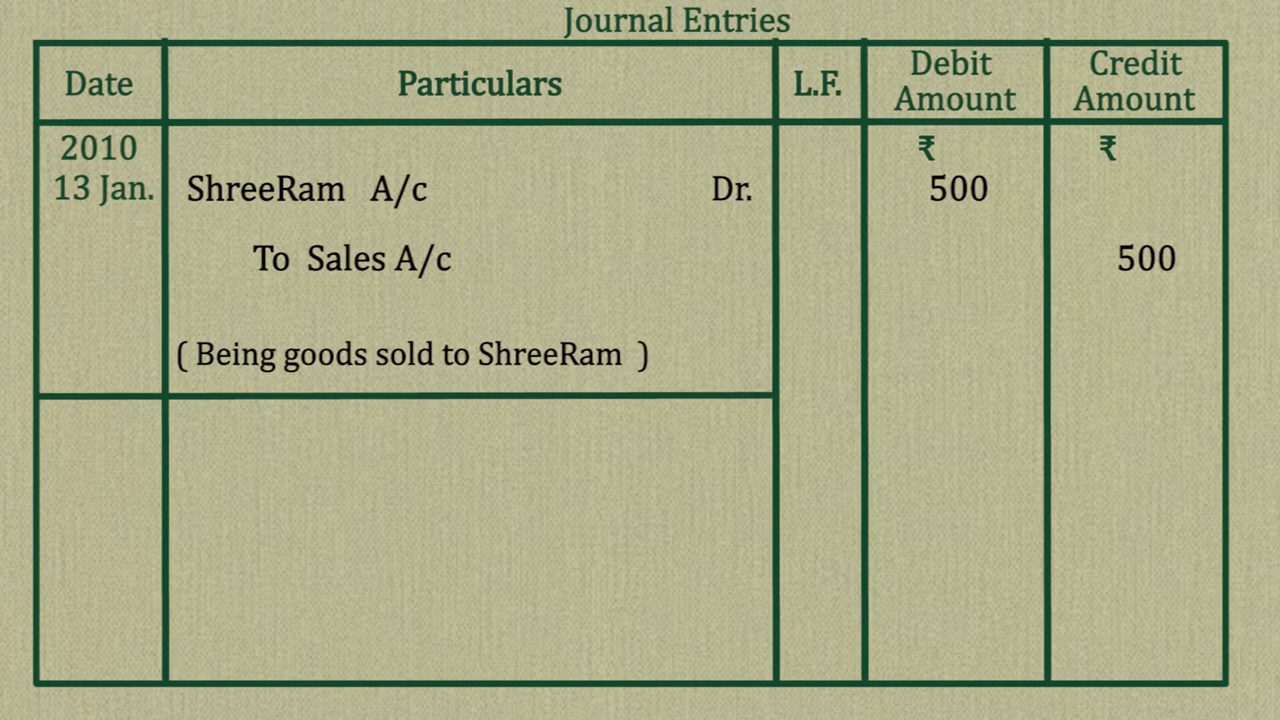 Journal Entries
Date Particulars L.F. Debit Amount Credit Amount
2010 ₹ ₹
13 Jan. ShreeRam A/c Dr. 500
To Sales A/c 500
( Being goods sold to ShreeRam )